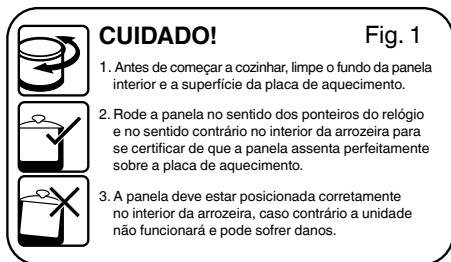 CUIDADO!
Fig. 1
1. Antes de começar a cozinhar, limpe o fundo da panela
interior e a superfície da placa de aquecimento.
2. Rode a panela no sentido dos ponteiros do relógio
e no sentido contrário no interior da arrozeira para
se certificar de que a panela assenta perfeitamente
sobre a placa de aquecimento.
3. A panela deve estar posicionada corretamente
no interior da arrozeira, caso contrário a unidade
não funcionará e pode sofrer danos.